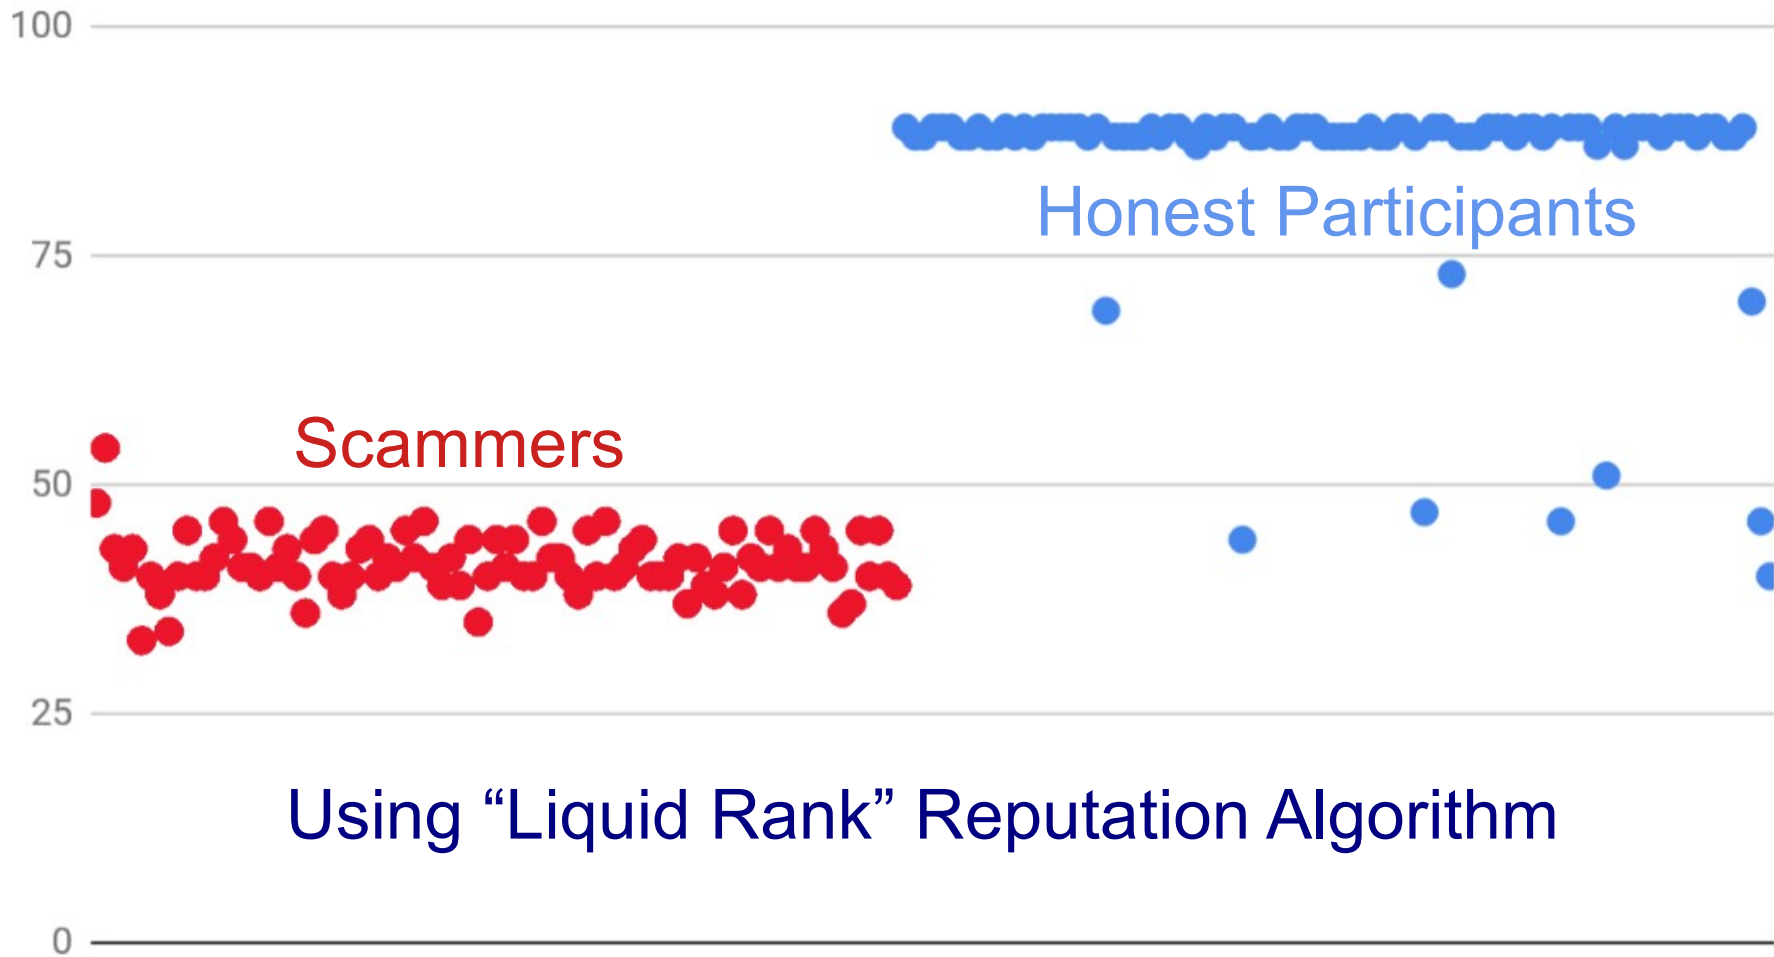 100
Honest Participants
75
Scammers
50
25
Using “Liquid Rank” Reputation Algorithm
0